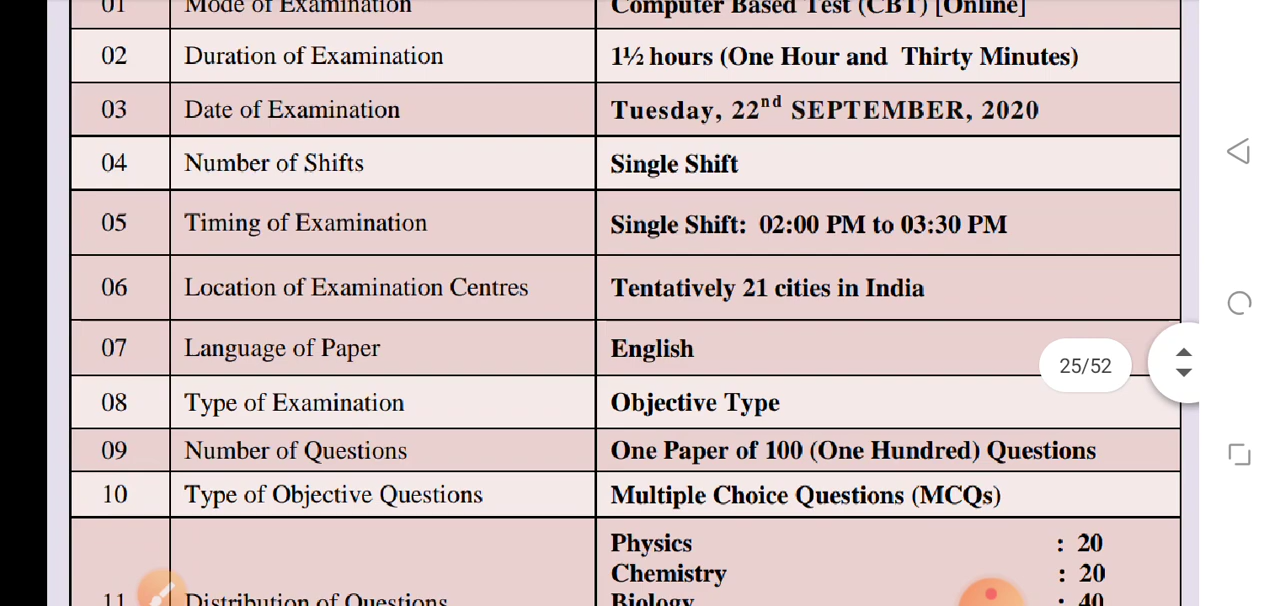 01 Mode of Examination Computer Based Test (CBT) [Online]
02 Duration of Examination 1½ hours (One Hour and Thirty Minutes)
03 Date of Examination Tuesday, 22nd SEPTEMBER, 2020
04 Number of Shifts Single Shift
05 Timing of Examination Single Shift: 02:00 PM to 03:30 PM
06 Location of Examination Centres Tentatively 21 cities in India
07 Language of Paper English
25/52
08 Type of Examination Objective Type
09 Number of Questions One Paper of 100 (One Hundred) Questions
10 Type of Objective Questions Multiple Choice Questions (MCQs)
Physics : 20
Chemistry : 20
11 Distribution of Questions Biology : 40